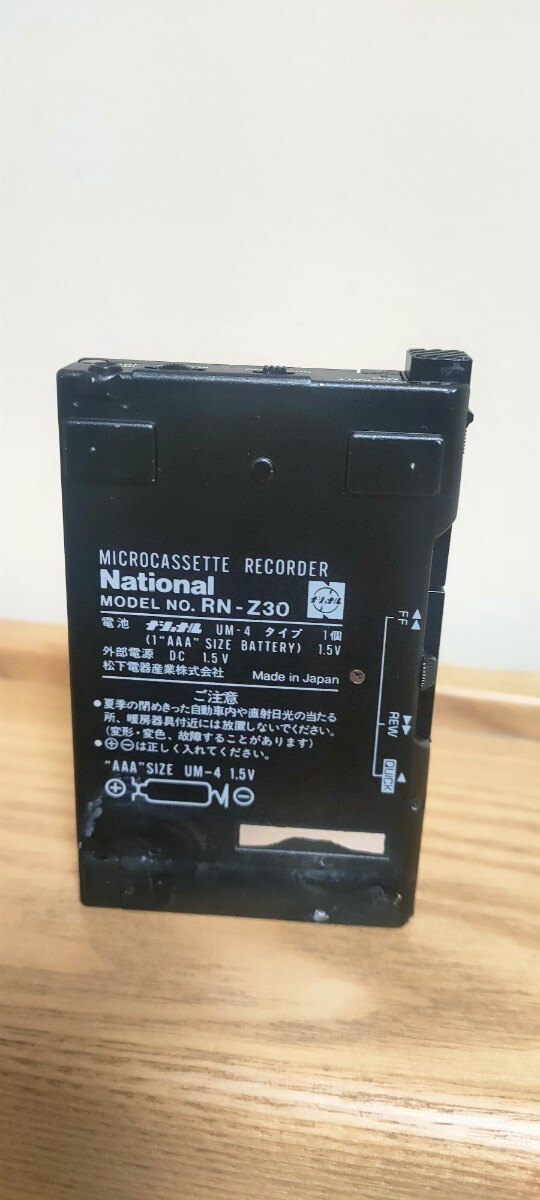 MICROCASSETTE RECORDER
National
MODEL NO. RN-Z30
ナショナル
電池 ナショナル UM-4 タイプ 1個
(1"AAA" SIZE BATTERY) 1.5V
外部電源 DC 1.5V
松下電器産業株式会社 Made in Japan
ご注意
●夏季の閉めきった自動車内や直射日光の当たる
所、暖房器具付近には放置しないでください。
(変形・変色、故障することがあります)
●⊕⊖は正しく入れてください。
"AAA"SIZE UM-4 1.5V
⊕ ⊖
FF
REW
QUICK